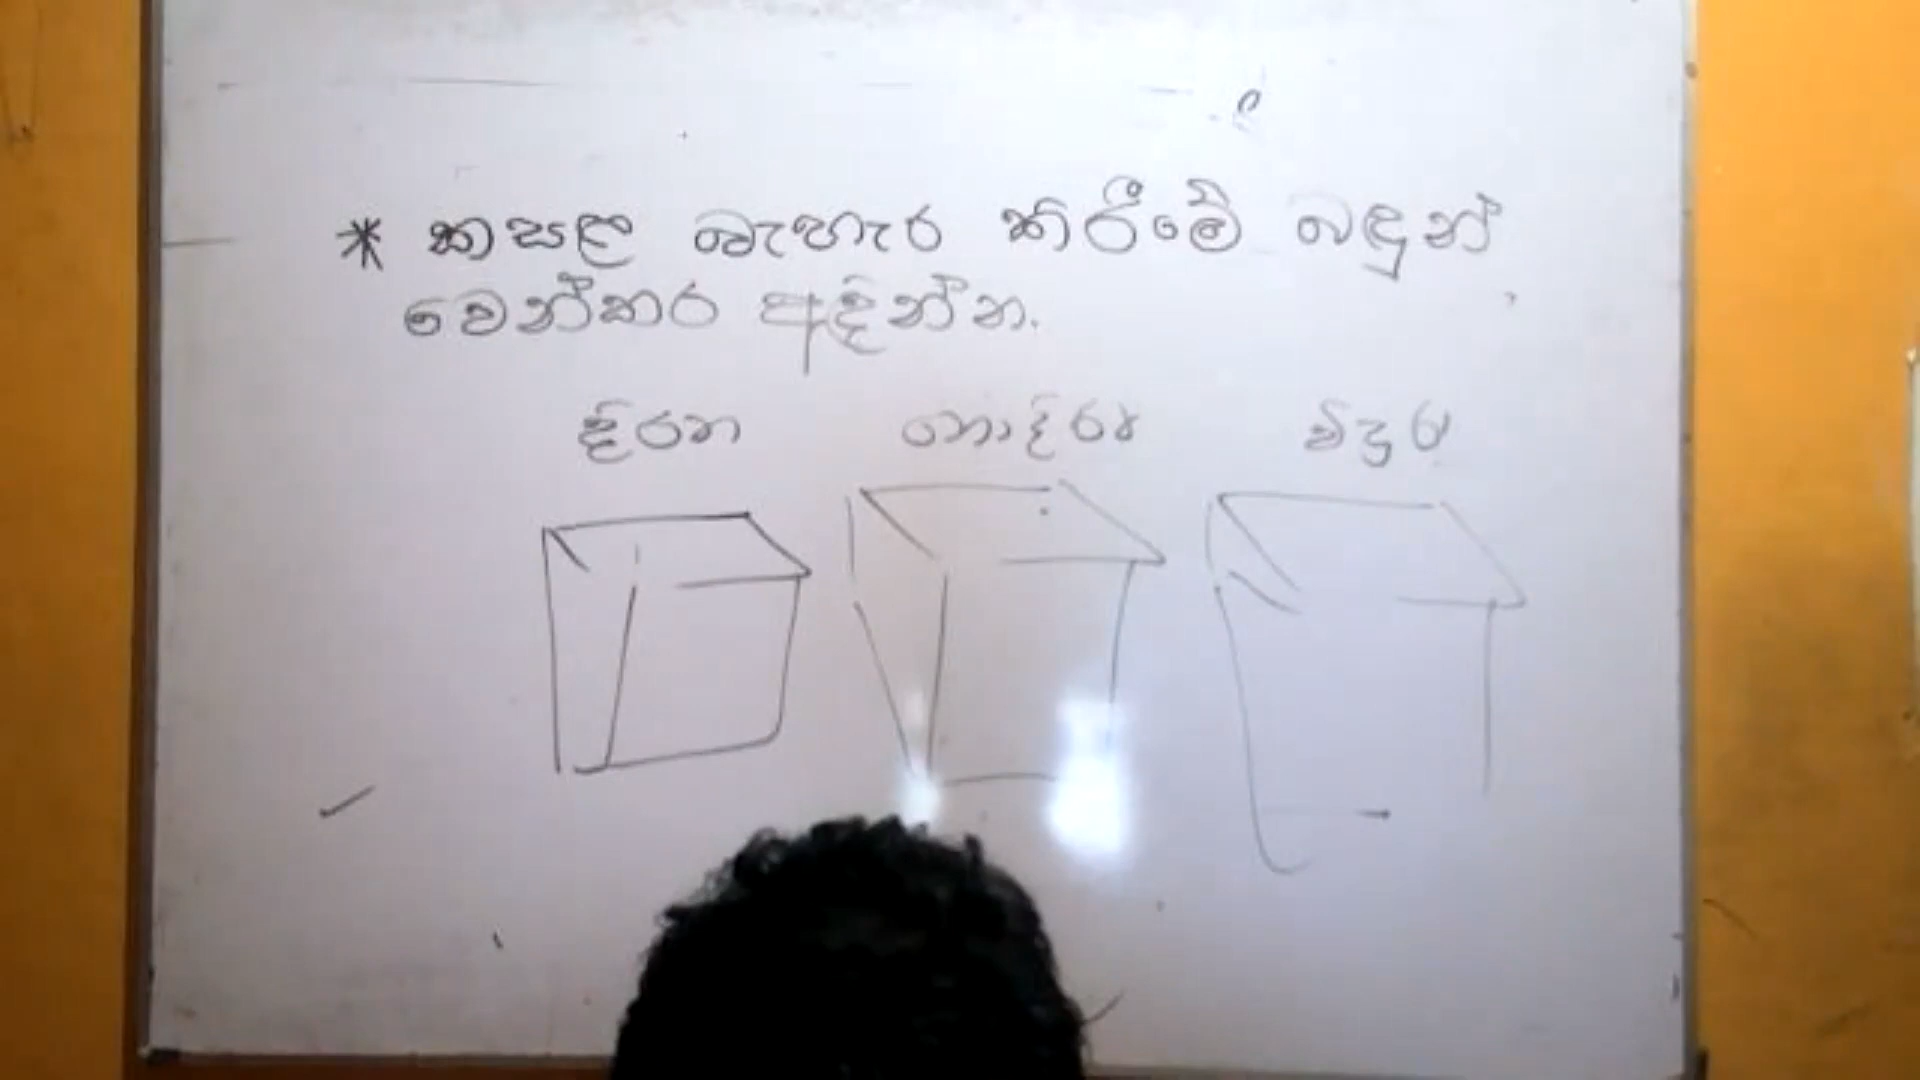 * කසළ බැහැර කිරීමේ බඳුන්
වෙන්කර අඳින්න.
දිරන නොදිරන විදුරු